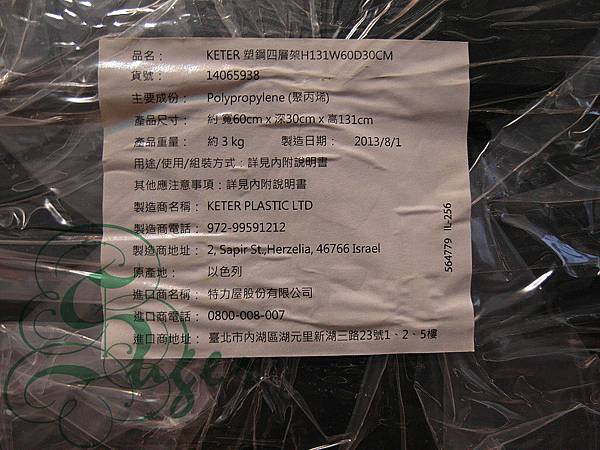 品名： KETER 塑鋼四層架H131W60D30CM
貨號： 14065938
主要成份： Polypropylene (聚丙烯)
產品尺寸： 約 寬60cm x 深30cm x 高131cm
產品重量： 約 3 kg 製造日期： 2013/8/1
用途/使用/組裝方式：詳見內附說明書
其他應注意事項：詳見內附說明書
製造商名稱： KETER PLASTIC LTD
製造商電話： 972-99591212
製造商地址： 2, Sapir St.,Herzelia, 46766 Israel
原產地： 以色列
進口商名稱： 特力屋股份有限公司
進口商電話： 0800-008-007
進口商地址： 臺北市內湖區湖元里新湖三路23號1、2、5樓
564779 IL-256